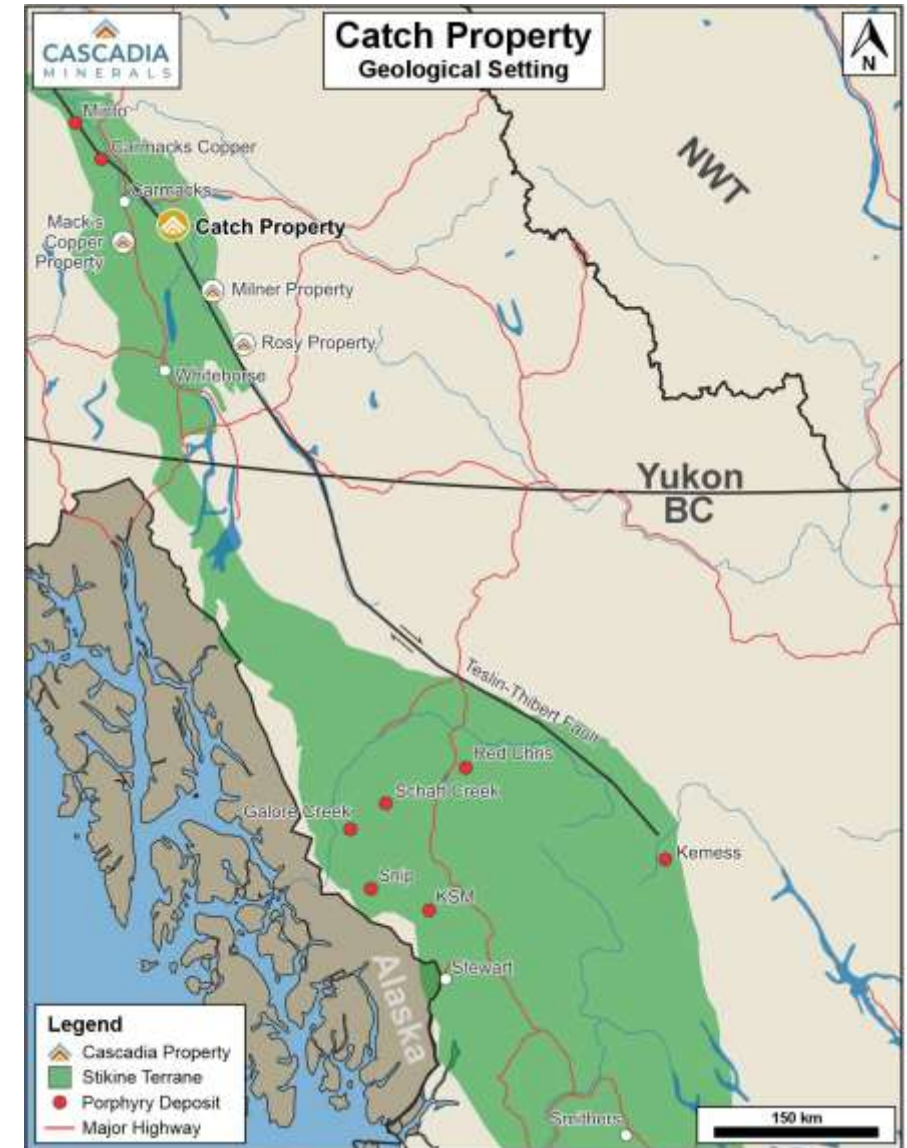 CASCADIA
MINERALS
Catch Property
Geological Setting
N
NWT
Minto
Carmacks Copper
Carmacks
Mack's
Copper
Property
Catch Property
Milner Property
Rosy Property
Whitehorse
Yukon
BC
Teslin-Thibert Fault
Red Chris
Schaft Creek
Galore Creek
Kemess
Snip
KSM
Stewart
Alaska
Smithers
Legend
Cascadia Property
Stikine Terrane
Porphyry Deposit
Major Highway
150 km